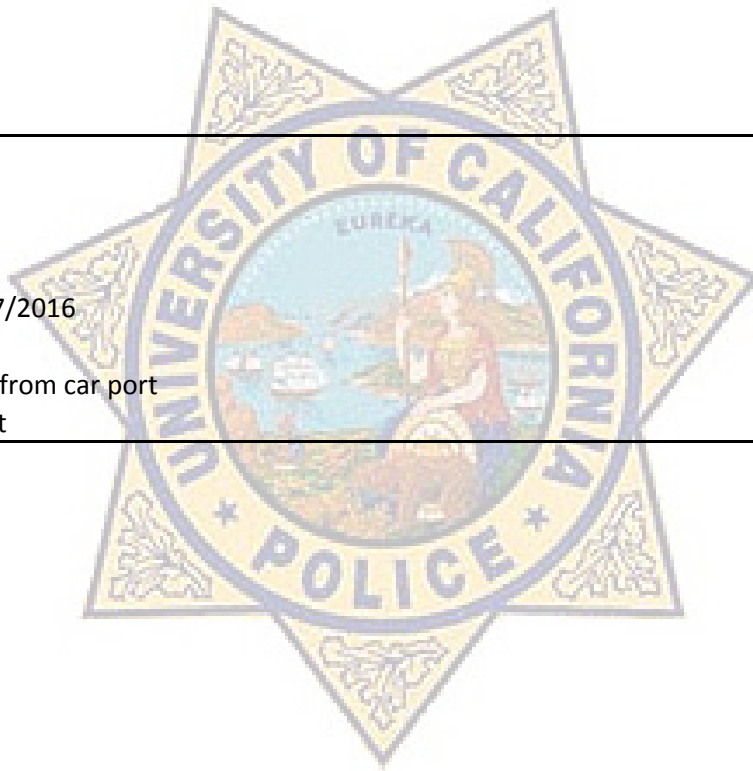 UNIVERSITY OF CALIFORNIA
EUREKA
7/2016
from car port
t
POLICE